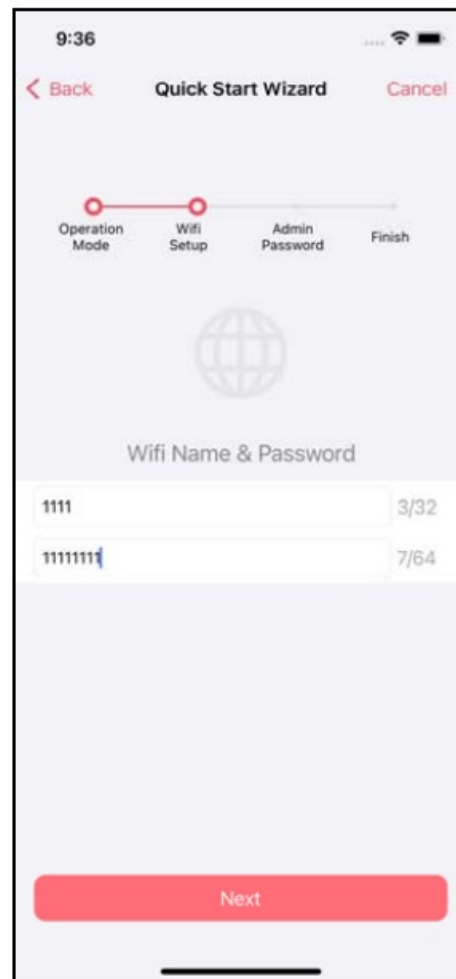 9:36
Back Quick Start Wizard Cancel
Operation Mode
Wifi Setup
Admin Password
Finish
Wifi Name & Password
1111 3/32
11111111 7/64
Next